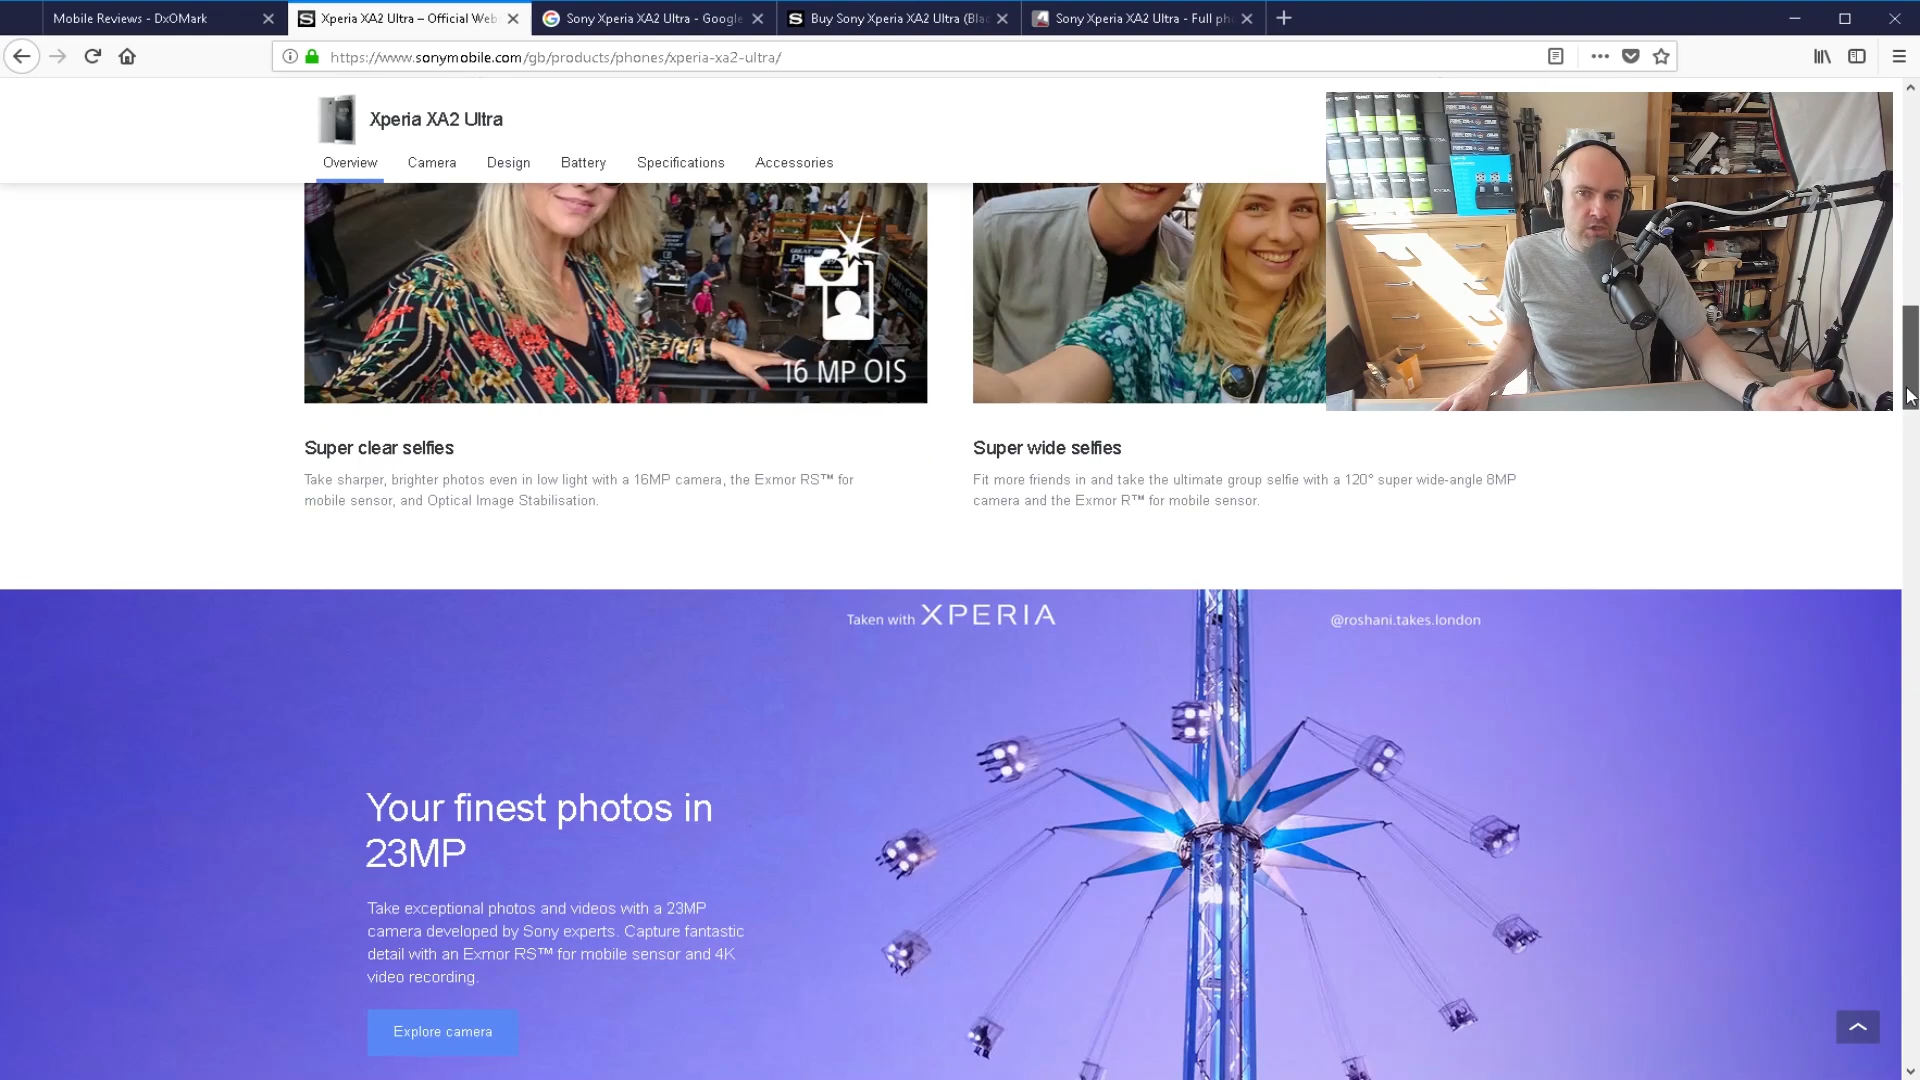 Mobile Reviews - DxOMark
Xperia XA2 Ultra – Official Web
Sony Xperia XA2 Ultra - Google
Buy Sony Xperia XA2 Ultra (Blac
Sony Xperia XA2 Ultra - Full ph
https://www.sonymobile.com/gb/products/phones/xperia-xa2-ultra/
Xperia XA2 Ultra
Overview
Camera
Design
Battery
Specifications
Accessories
16 MP OIS
Super clear selfies
Take sharper, brighter photos even in low light with a 16MP camera, the Exmor RS™ for
mobile sensor, and Optical Image Stabilisation.
Super wide selfies
Fit more friends in and take the ultimate group selfie with a 120° super wide-angle 8MP
camera and the Exmor R™ for mobile sensor.
Taken with XPERIA
@roshani.takes.london
Your finest photos in
23MP
Take exceptional photos and videos with a 23MP
camera developed by Sony experts. Capture fantastic
detail with an Exmor RS™ for mobile sensor and 4K
video recording.
Explore camera